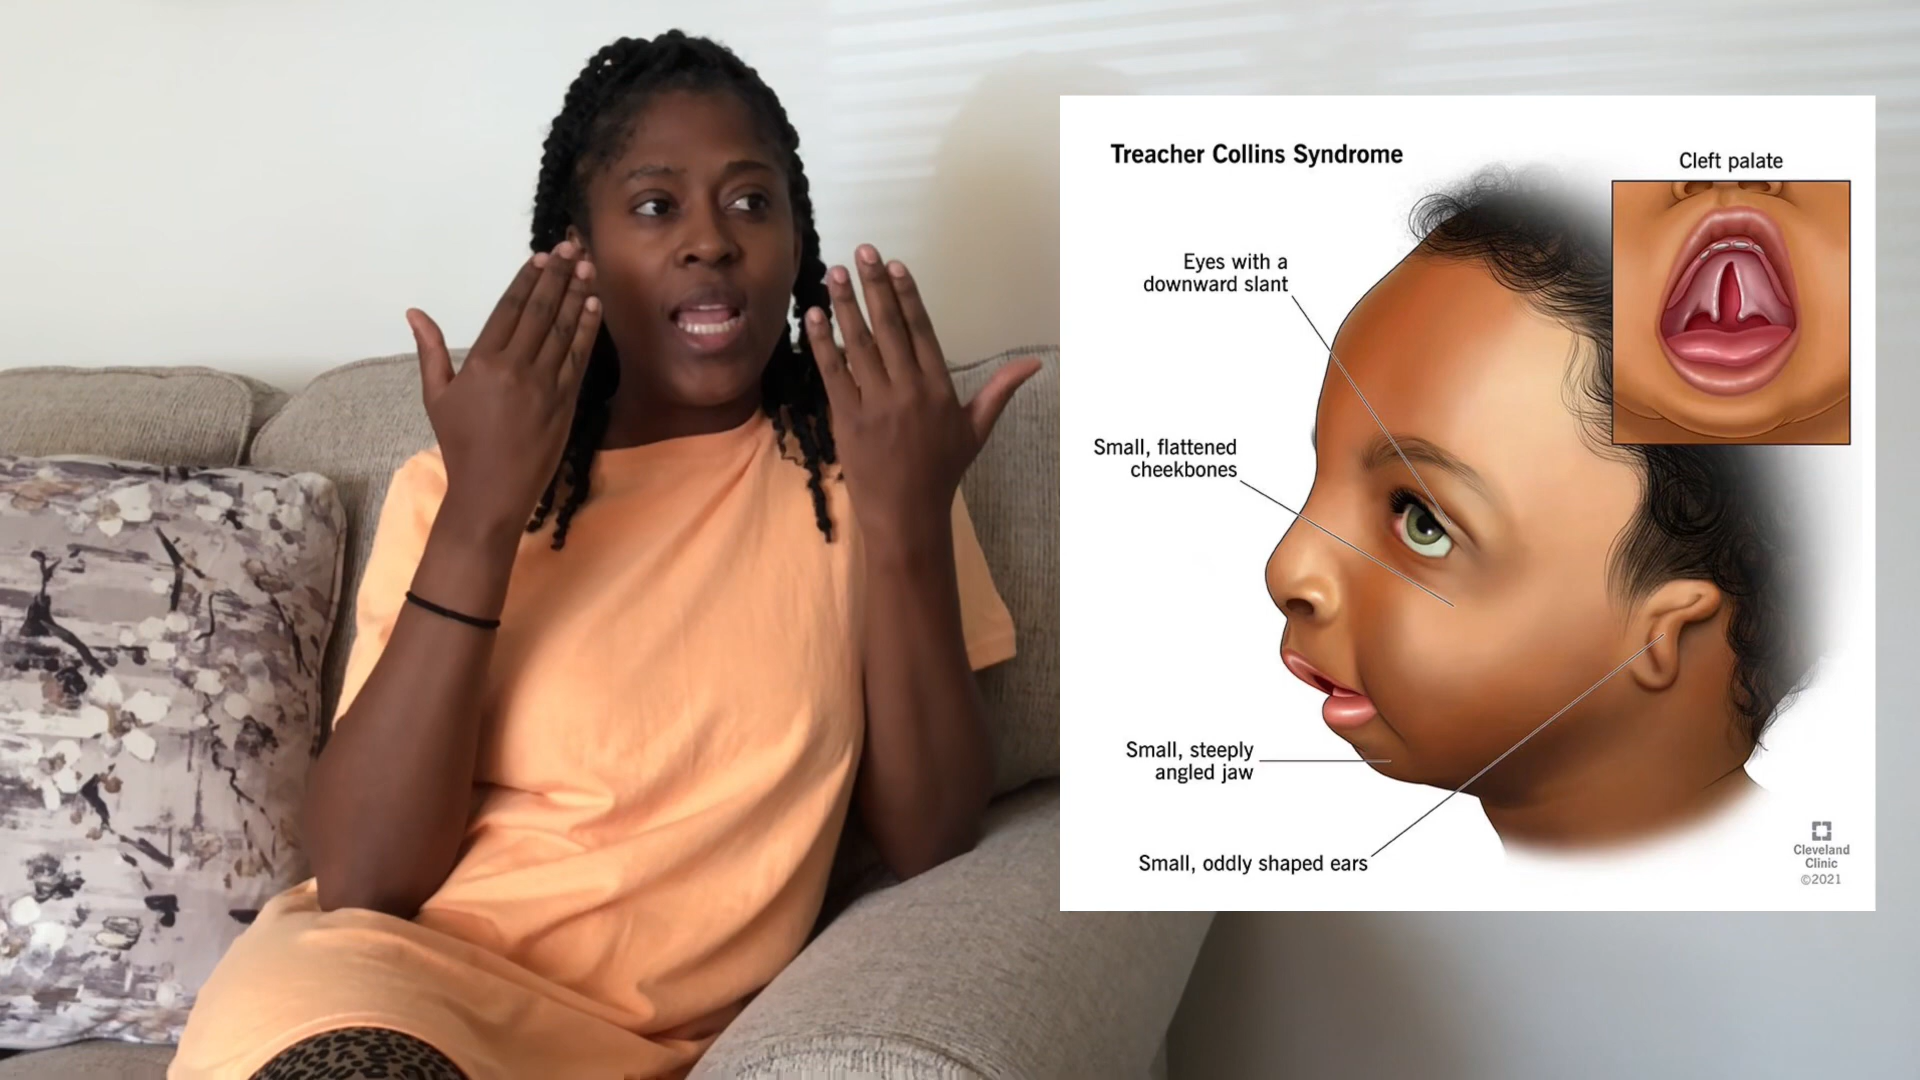 Treacher Collins Syndrome
Cleft palate
Eyes with a
downward slant
Small, flattened
cheekbones
Small, steeply
angled jaw
Small, oddly shaped ears
Cleveland
Clinic
©2021